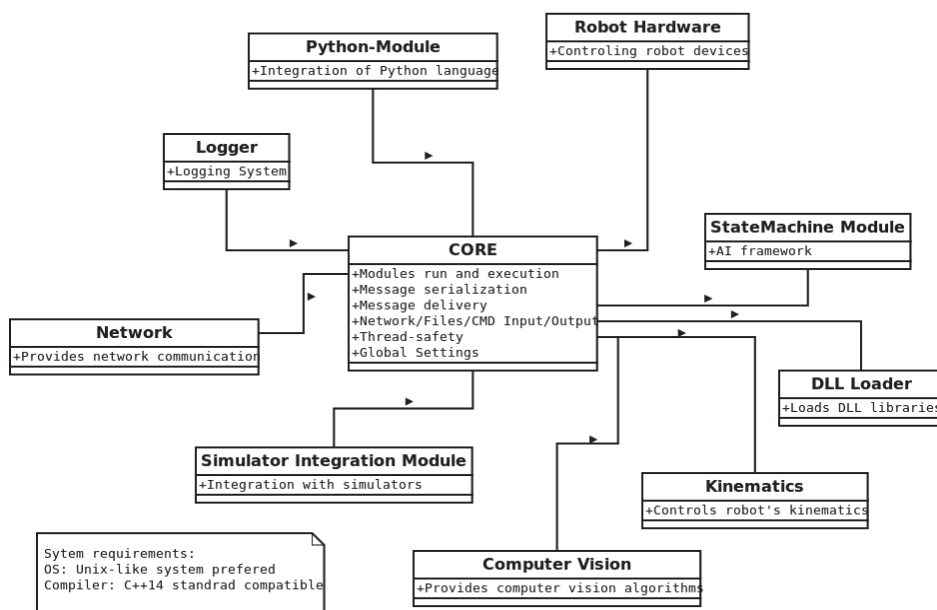 Robot Hardware
+Controling robot devices
Python-Module
+Integration of Python language
Logger
+Logging System
StateMachine Module
+AI framework
CORE
+Modules run and execution
+Message serialization
+Message delivery
+Network/Files/CMD Input/Output
+Thread-safety
+Global Settings
Network
+Provides network communication
DLL Loader
+Loads DLL libraries
Simulator Integration Module
+Integration with simulators
Kinematics
+Controls robot's kinematics
Computer Vision
+Provides computer vision algorithms
Sytem requirements:
OS: Unix-like system prefered
Compiler: C++14 standrad compatible